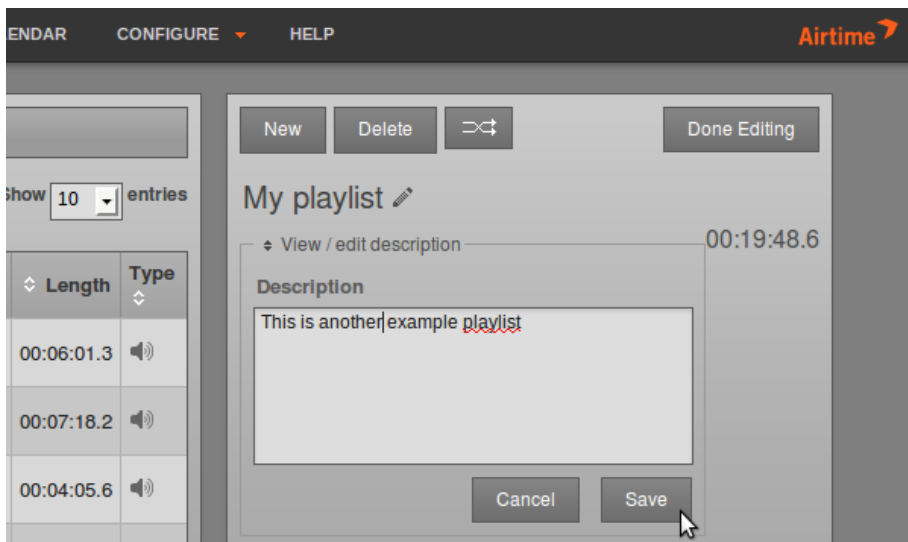 ENDAR CONFIGURE HELP Airtime
New Delete Done Editing
Show 10 entries
My playlist
00:19:48.6
View / edit description
Length Type
Description
This is another example playlist
00:06:01.3
00:07:18.2
00:04:05.6
Cancel Save